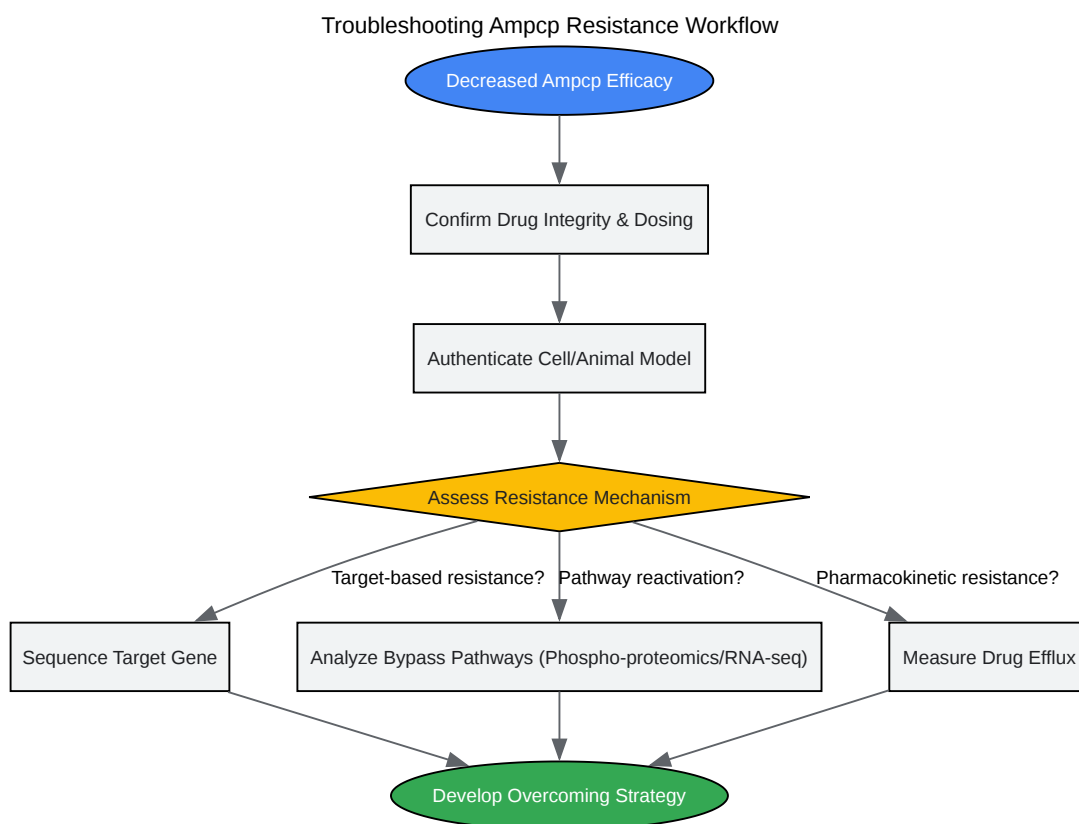 Troubleshooting Ampcp Resistance Workflow
Decreased Ampcp Efficacy
Confirm Drug Integrity & Dosing
Authenticate Cell/Animal Model
Assess Resistance Mechanism
Target-based resistance?
Pathway reactivation?
Pharmacokinetic resistance?
Sequence Target Gene
Analyze Bypass Pathways (Phospho-proteomics/RNA-seq)
Measure Drug Efflux
Develop Overcoming Strategy